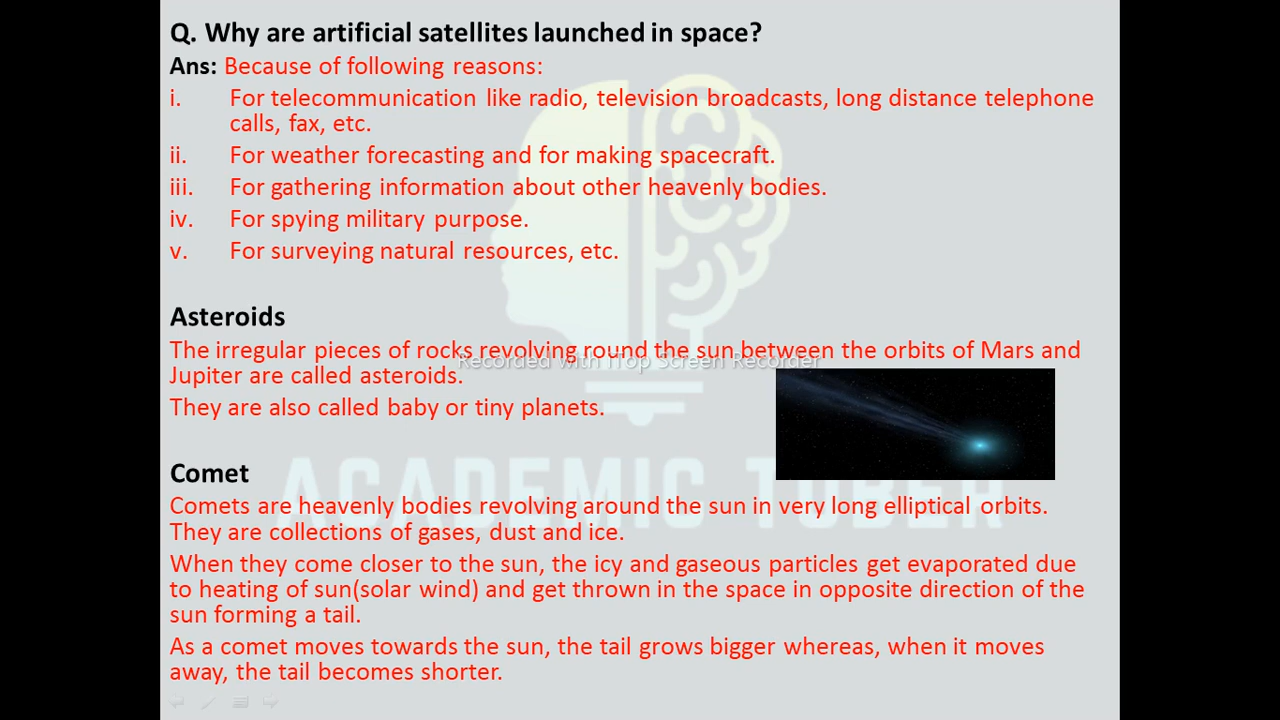 Q. Why are artificial satellites launched in space?
Ans: Because of following reasons:
i. For telecommunication like radio, television broadcasts, long distance telephone
calls, fax, etc.
ii. For weather forecasting and for making spacecraft.
iii. For gathering information about other heavenly bodies.
iv. For spying military purpose.
v. For surveying natural resources, etc.
Asteroids
The irregular pieces of rocks revolving round the sun between the orbits of Mars and
Recorded with iTop Screen Recorder
Jupiter are called asteroids.
They are also called baby or tiny planets.
Comet
ACADEMIC TUBER
Comets are heavenly bodies revolving around the sun in very long elliptical orbits.
They are collections of gases, dust and ice.
When they come closer to the sun, the icy and gaseous particles get evaporated due
to heating of sun(solar wind) and get thrown in the space in opposite direction of the
sun forming a tail.
As a comet moves towards the sun, the tail grows bigger whereas, when it moves
away, the tail becomes shorter.